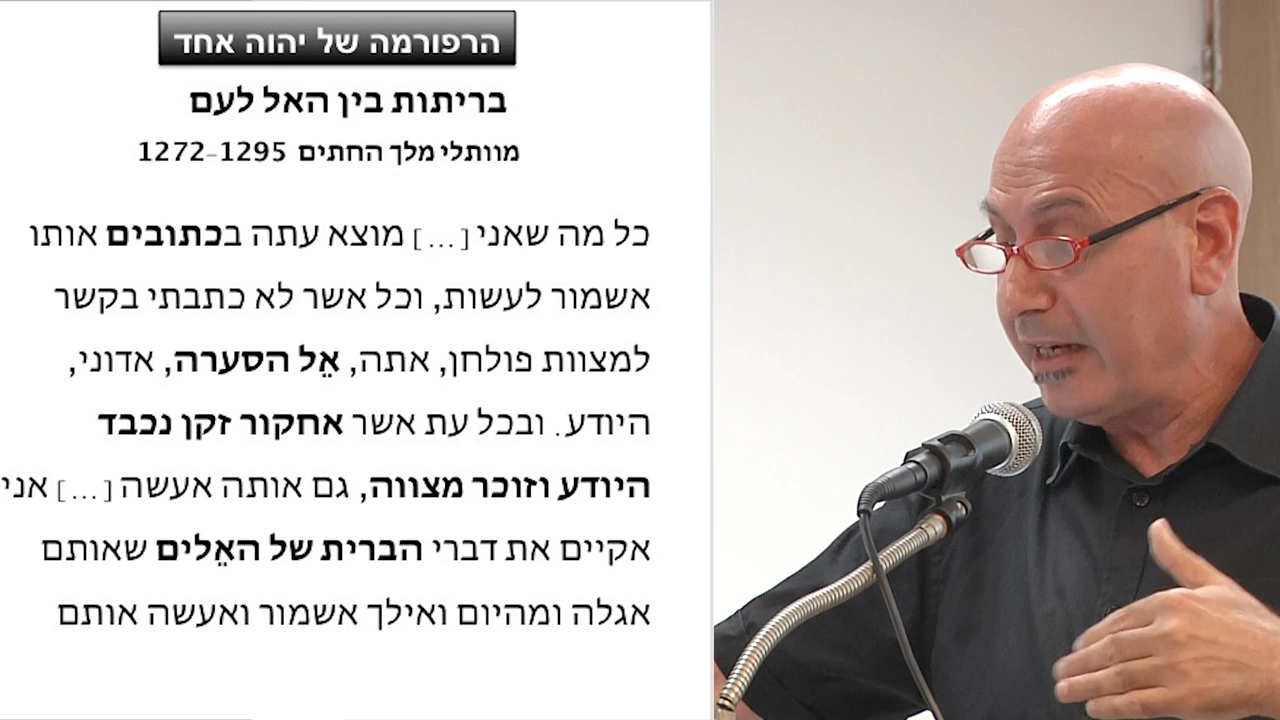 הרפורמה של יהוה אחד
בריתות בין האל לעם
מוותלי מלך החתים 1295–1272
כל מה שאני [...] מוצא עתה בכתובים אותו
אשמור לעשות, וכל אשר לא כתבתי בקשר
למצוות פולחן, אתה, אֵל הסערה, אדוני,
היודע. ובכל עת אשר אחקור זקן נכבד
היודע וזוכר מצווה, גם אותה אעשה [...] אני
אקיים את דברי הברית של האֵלים שאותם
אגלה ומהיום ואילך אשמור ואעשה אותם